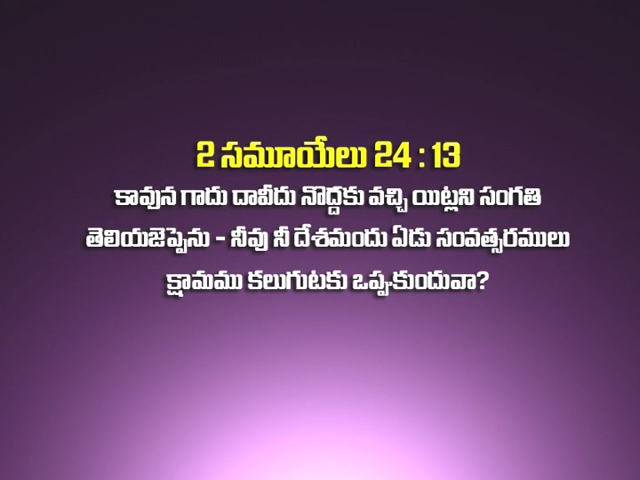 2 సమూయేలు 24 : 13
కావున గాదు దావీదు నొద్దకు వచ్చి యిట్లని సంగతి
తెలియజెప్పెను - నీవు నీ దేశమందు ఏడు సంవత్సరములు
క్షామము కలుగుటకు ఒప్పుకుందువా?